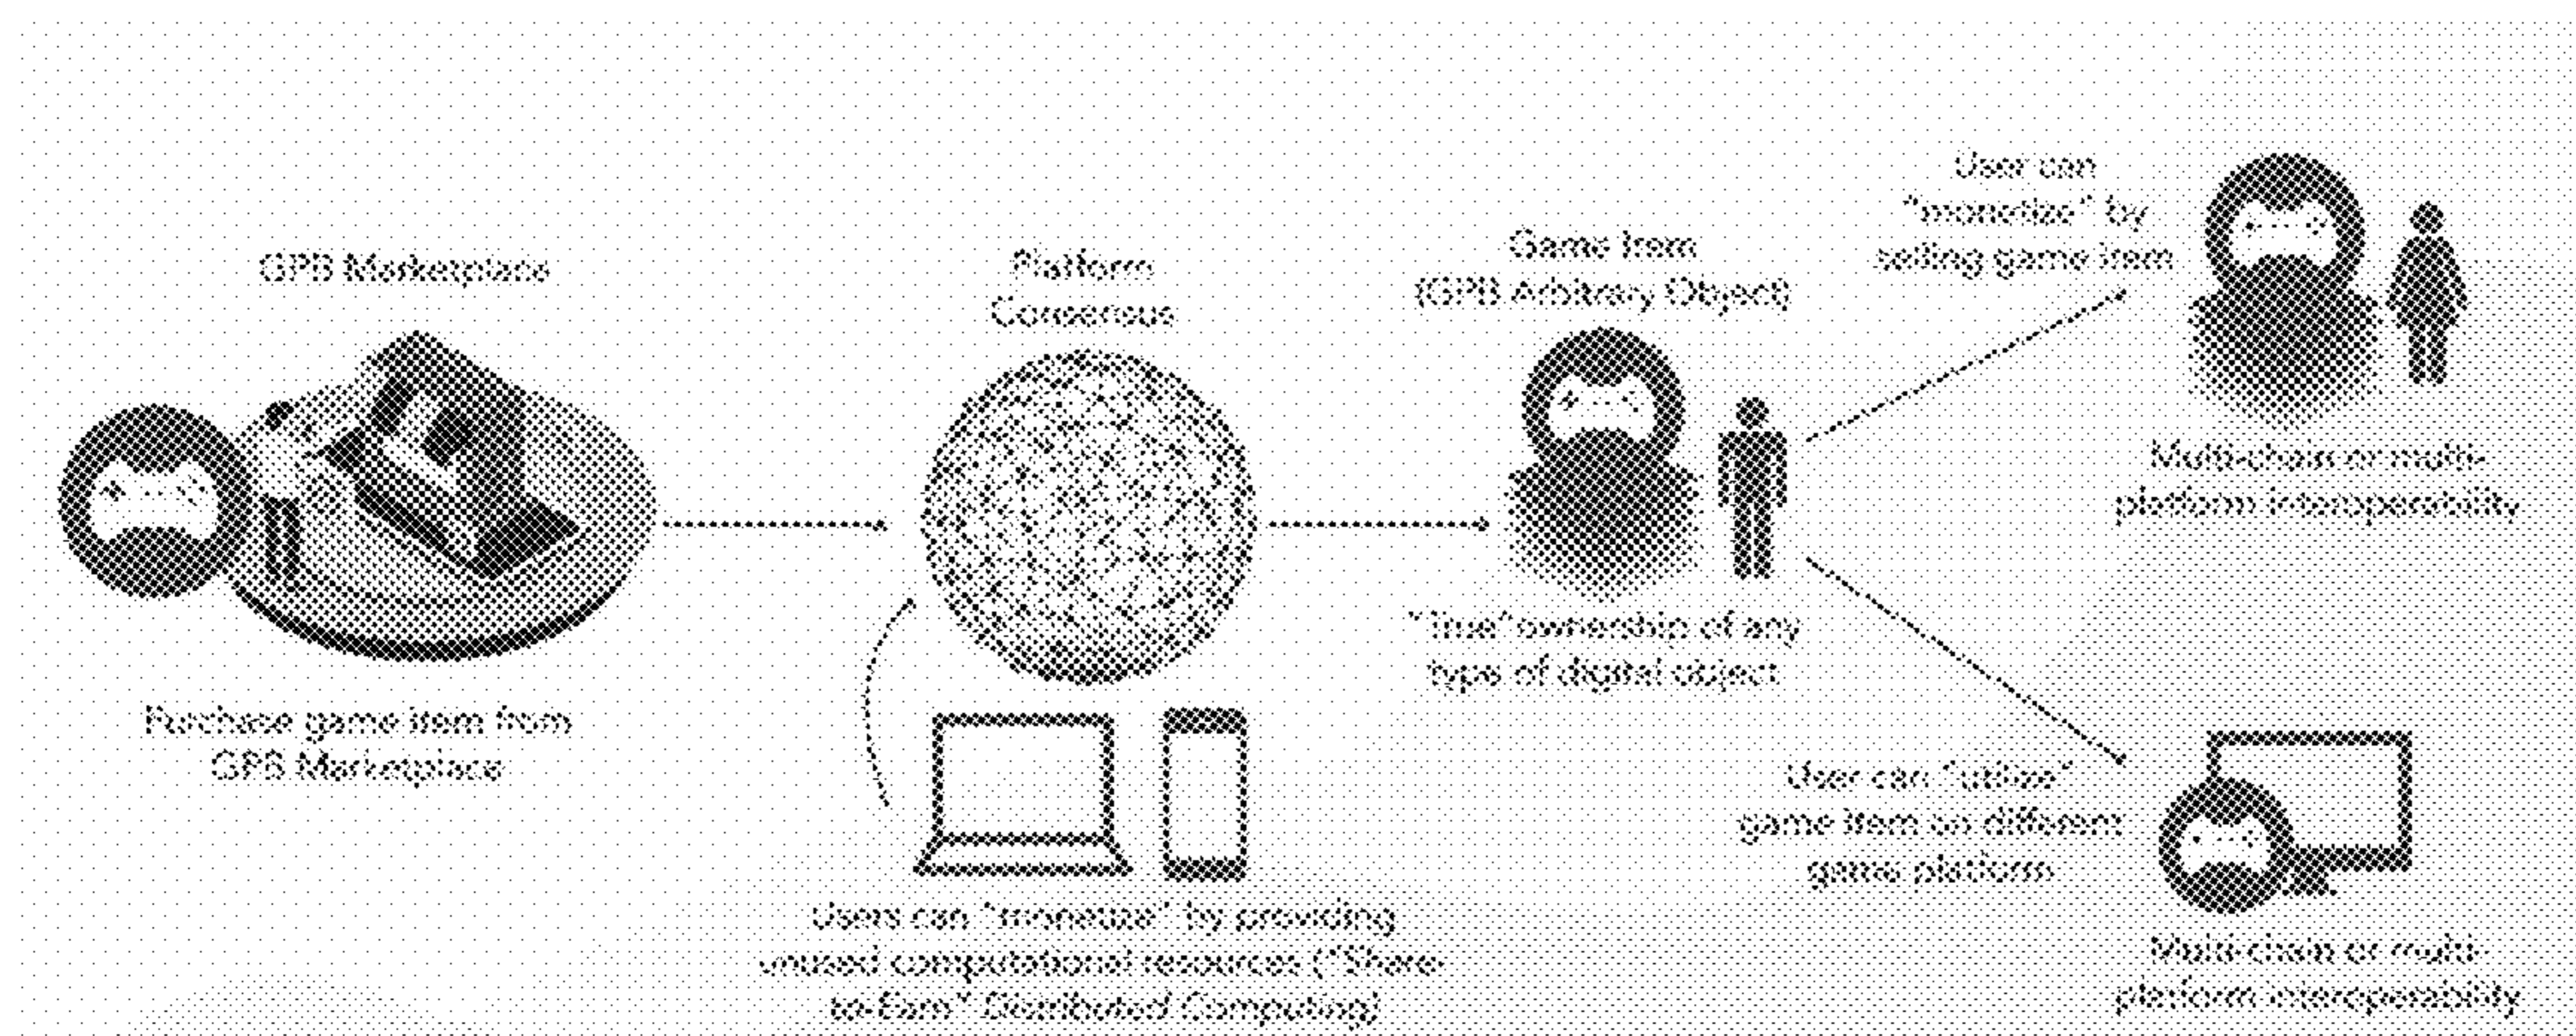 GPB Marketplace
Purchase game item from
GPB Marketplace
Platform
Consensus
Users can "monetize" by providing
unused computational resources ("Share-
to-Earn" Distributed Computing)
Game Item
(GPB Arbitrary Object)
"True" ownership of any
type of digital object
User can
"monetize" by
selling game item
Multi-chain or multi-
platform interoperability
User can "utilize"
game item on different
game platform
Multi-chain or multi-
platform interoperability